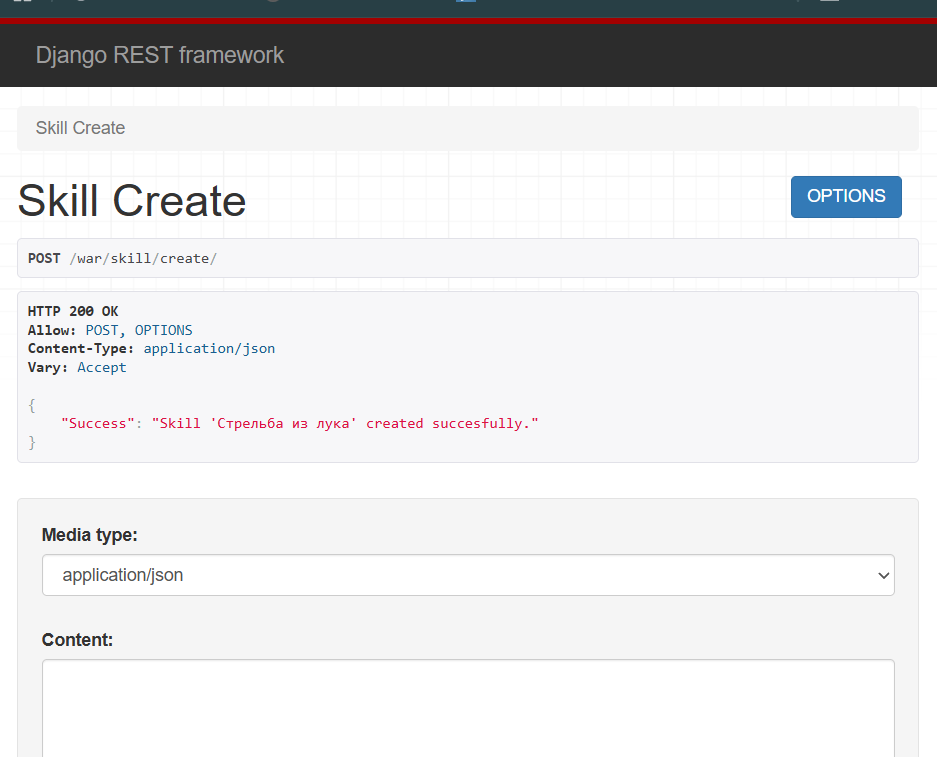 Django REST framework
Skill Create
Skill Create
OPTIONS
POST /war/skill/create/
HTTP 200 OK
Allow: POST, OPTIONS
Content-Type: application/json
Vary: Accept
{
"Success": "Skill 'Стрельба из лука' created succesfully."
}
Media type:
application/json
Content: